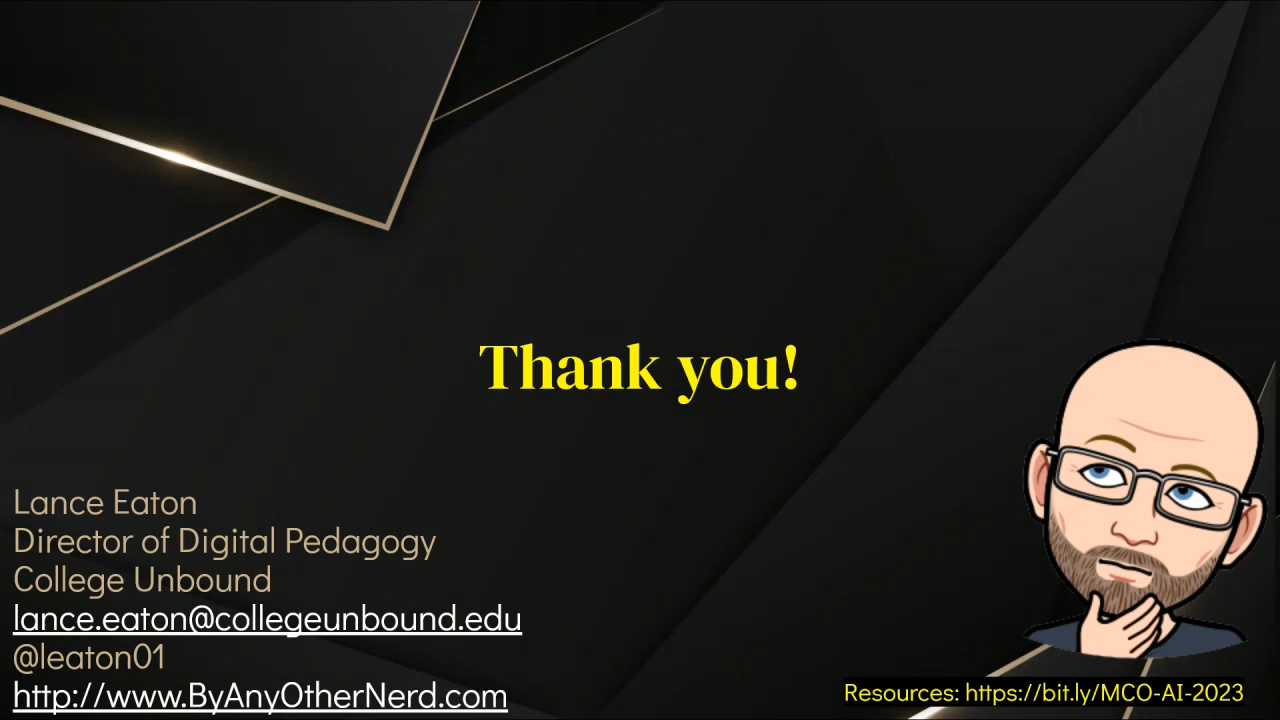 Thank you!
Lance Eaton
Director of Digital Pedagogy
College Unbound
lance.eaton@collegeunbound.edu
@leaton01
http://www.ByAnyOtherNerd.com
Resources: https://bit.ly/MCO-AI-2023